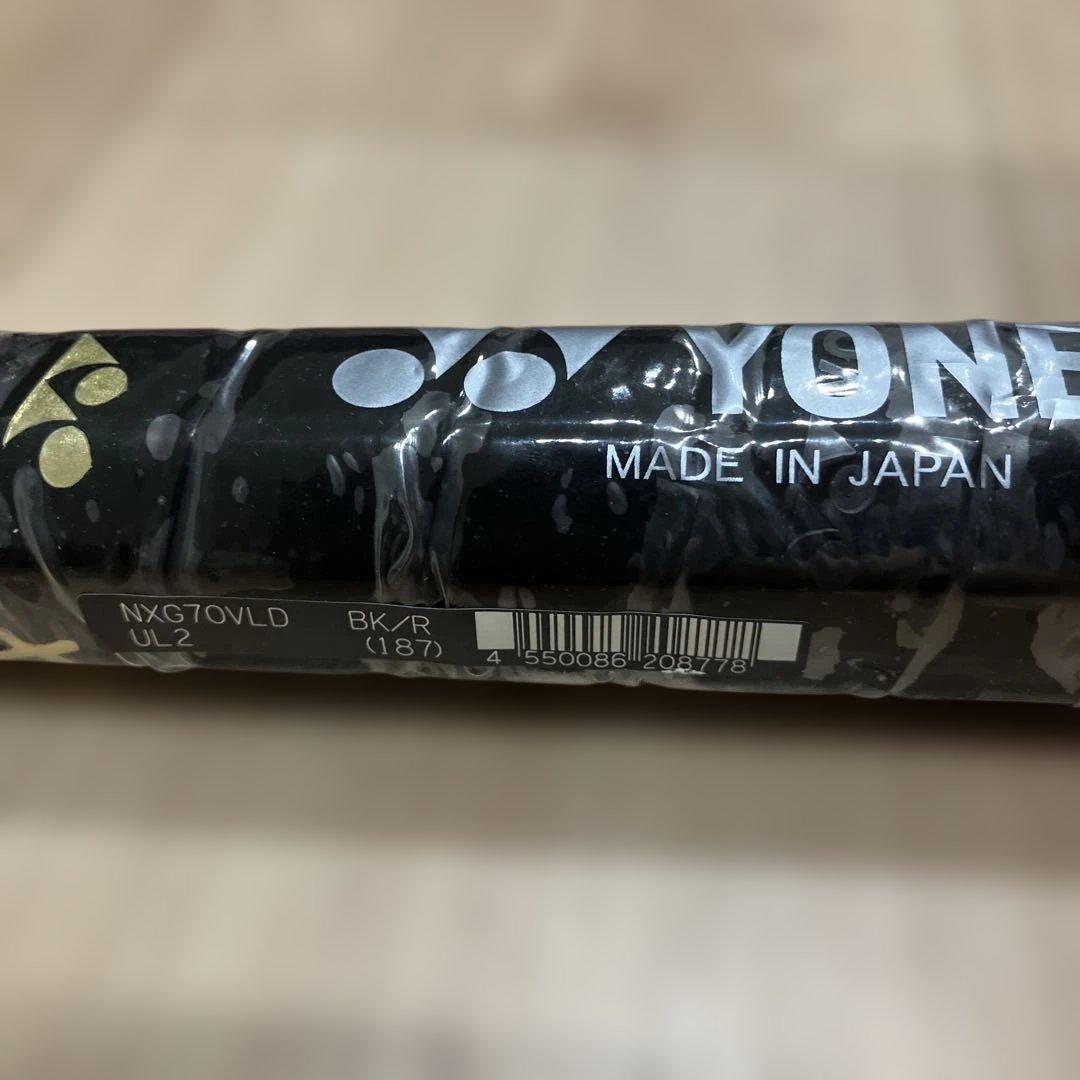 YONE
MADE IN JAPAN
NXG70VLD BK/R
UL2 (187)
4 550086 208778